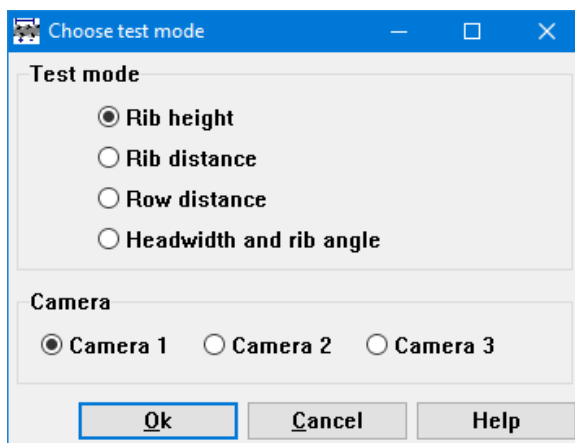 Choose test mode
Test mode
Rib height
Rib distance
Row distance
Headwidth and rib angle
Camera
Camera 1 Camera 2 Camera 3
Ok Cancel Help